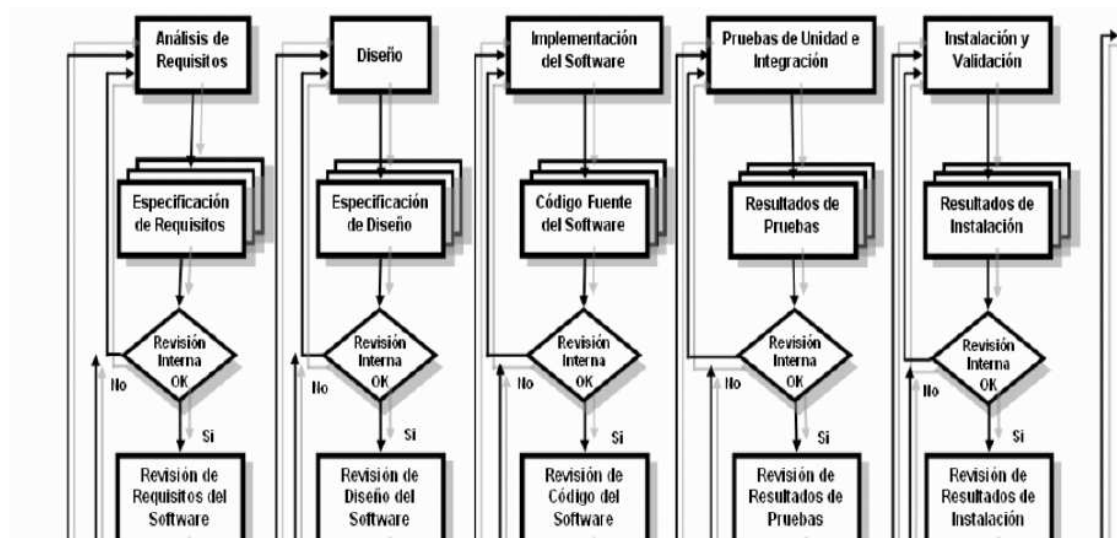 Análisis de
Requisitos
Diseño
Implementación
del Software
Pruebas de Unidad e
Integración
Instalación y
Validación
Especificación
de Requisitos
Especificación
de Diseño
Código Fuente
del Software
Resultados de
Pruebas
Resultados de
Instalación
Revisión
Interna
OK
No
Si
Revisión
Interna
OK
No
Si
Revisión
Interna
OK
No
Si
Revisión
Interna
OK
No
Si
Revisión
Interna
OK
No
Si
Revisión de
Requisitos del
Software
Revisión de
Diseño del
Software
Revisión de
Código del
Software
Revisión de
Resultados de
Pruebas
Revisión de
Resultados de
Instalación